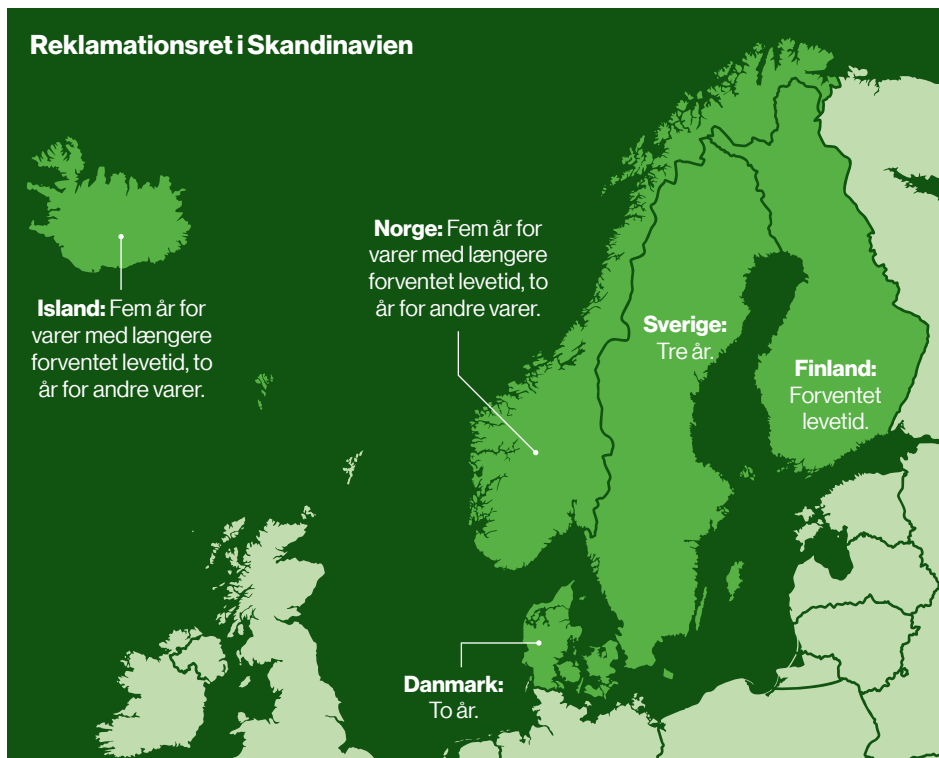 Reklamationsret i Skandinavien
Island: Fem år for
varer med længere
forventet levetid, to
år for andre varer.
Norge: Fem år for
varer med længere
forventet levetid, to
år for andre varer.
Sverige:
Tre år.
Finland:
Forventet
levetid.
Danmark:
To år.